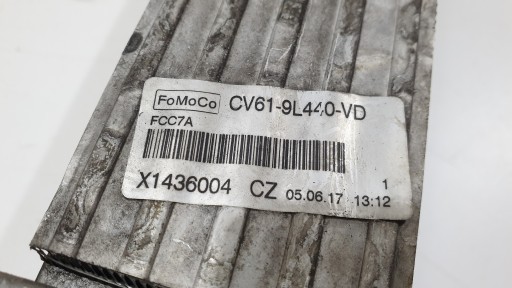 FoMoCo CV61-9L440-VD
FCC7A
X1436004 CZ 05.06.17 1 13:12